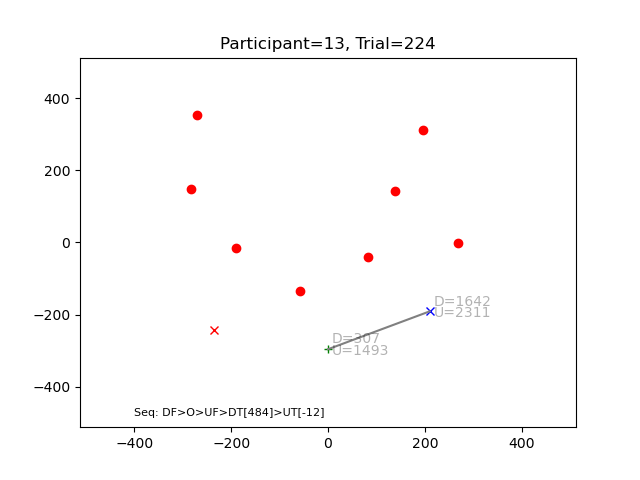 Participant=13, Trial=224
400
200
0
−200
−400
D=1642
U=2311
D=307
U=1493
Seq: DF>O>UF>DT[484]>UT[-12]
−400
−200
0
200
400